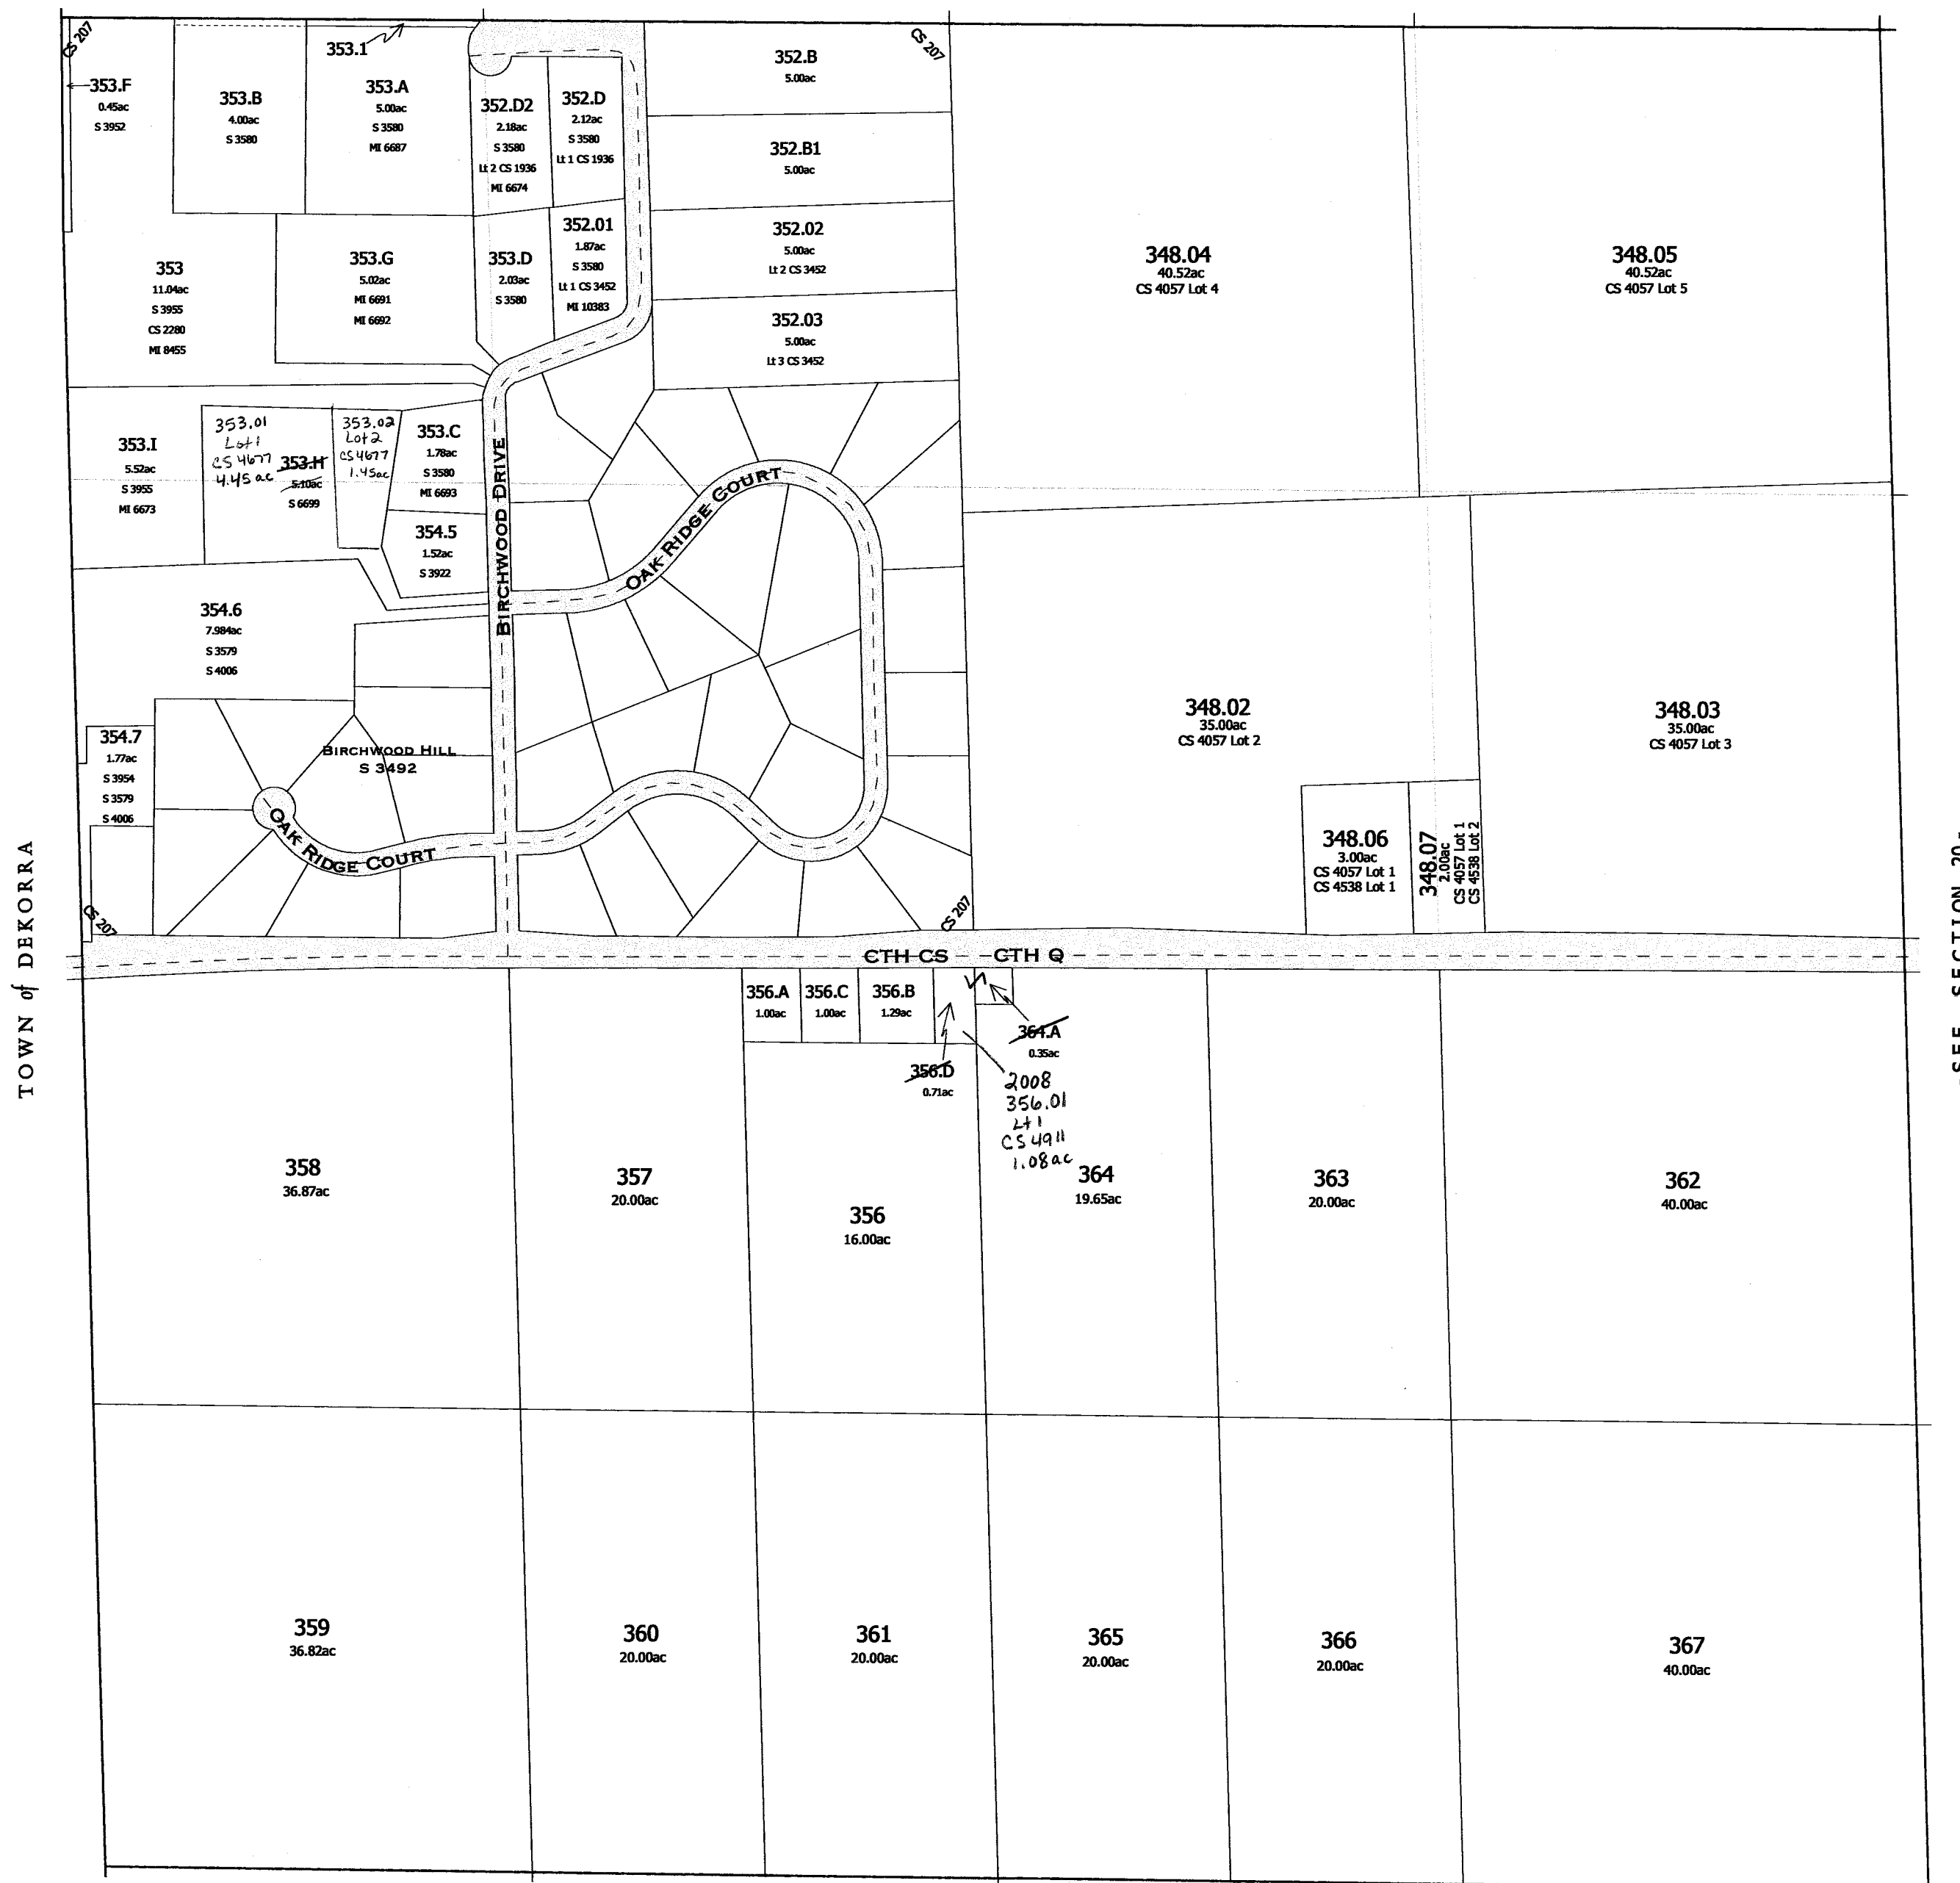 CS 207
353.1
353.F
0.45ac
S 3952
353.B
4.00ac
S 3580
353.A
5.00ac
S 3580
MI 6687
352.D2
2.18ac
S 3580
Lt 2 CS 1936
MI 6674
352.D
2.12ac
S 3580
Lt 1 CS 1936
352.B
5.00ac
CS 207
352.B1
5.00ac
352.02
5.00ac
Lt 2 CS 3452
352.03
5.00ac
Lt 3 CS 3452
348.04
40.52ac
CS 4057 Lot 4
348.05
40.52ac
CS 4057 Lot 5
353
11.04ac
S 3955
CS 2280
MI 8455
353.G
5.02ac
MI 6691
MI 6692
353.D
2.03ac
S 3580
352.01
1.87ac
S 3580
Lt 1 CS 3452
MI 10383
353.I
5.52ac
S 3955
MI 6673
353.01
Lot 1
CS 4677
4.45 ac
353.H
5.10ac
S 6699
353.02
Lot 2
CS 4677
1.45ac
353.C
1.78ac
S 3580
MI 6693
354.5
1.52ac
S 3922
BIRCHWOOD DRIVE
OAK RIDGE COURT
354.6
7.984ac
S 3579
S 4006
354.7
1.77ac
S 3954
S 3579
S 4006
BIRCHWOOD HILL
S 3492
OAK RIDGE COURT
348.02
35.00ac
CS 4057 Lot 2
348.03
35.00ac
CS 4057 Lot 3
348.06
3.00ac
CS 4057 Lot 1
CS 4538 Lot 1
348.07
2.00ac
CS 4057 Lot 1
CS 4538 Lot 2
CS 207
CS 207
TOWN of DEKORRA
SEE SECTION 20
CTH CS
CTH Q
356.A
1.00ac
356.C
1.00ac
356.B
1.29ac
356.D
0.71ac
364.A
0.35ac
2008
356.01
Lt 1
CS 4911
1.08ac
358
36.87ac
357
20.00ac
356
16.00ac
364
19.65ac
363
20.00ac
362
40.00ac
359
36.82ac
360
20.00ac
361
20.00ac
365
20.00ac
366
20.00ac
367
40.00ac